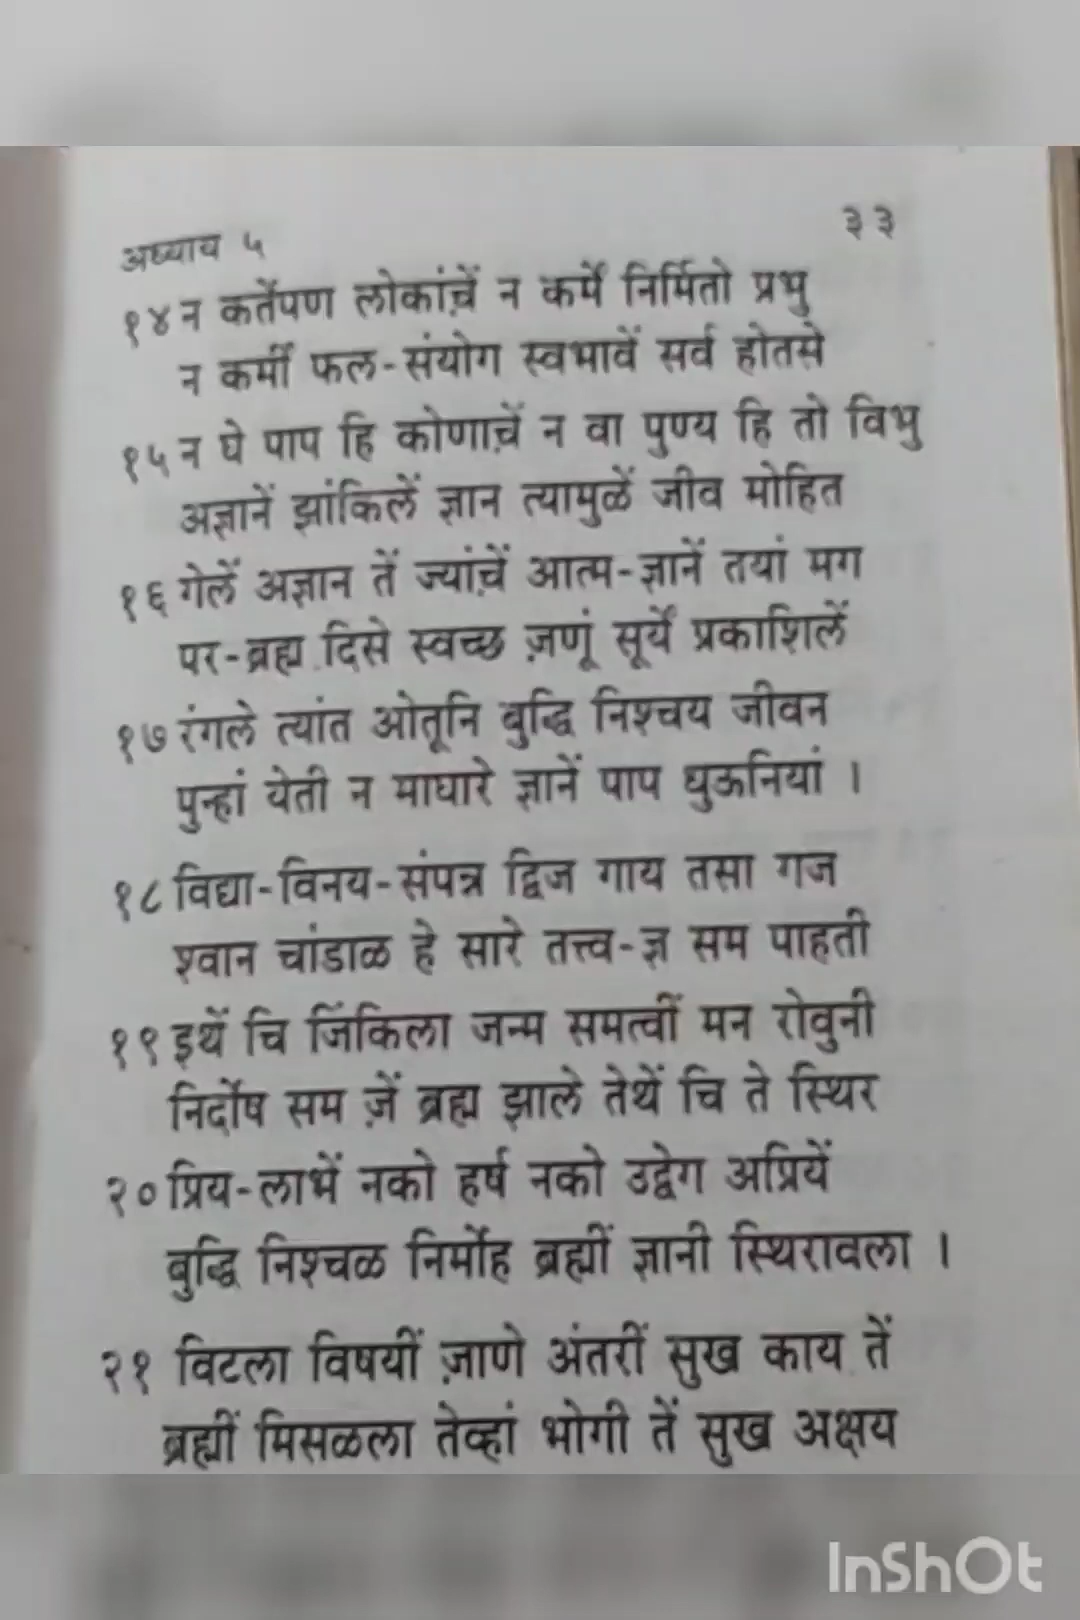 ३३
अध्याय ५
१४ न कर्तेपण लोकांचें न कर्में निर्मितो प्रभु
न कर्मी फल-संयोग स्वभावें सर्व होतसे
१५ न घे पाप हि कोणाचें न वा पुण्य हि तो विभु
अज्ञानें झांकिलें ज्ञान त्यामुळें जीव मोहित
१६ गेलें अज्ञान तें ज्यांचें आत्म-ज्ञानें तयां मग
पर-ब्रह्म दिसे स्वच्छ ज़णूं सूर्यें प्रकाशिलें
१७ रंगले त्यांत ओतूनि बुद्धि निश्चय जीवन
पुन्हां येती न माघारे ज्ञानें पाप धुऊनियां ।
१८ विद्या-विनय-संपन्न द्विज गाय तसा गज
श्वान चांडाळ हे सारे तत्त्व-ज्ञ सम पाहती
१९ इथें चि जिंकिला जन्म समत्वीं मन रोवुनी
निर्दोष सम ज़ें ब्रह्म झाले तेथें चि ते स्थिर
२० प्रिय-लाभें नको हर्ष नको उद्वेग अप्रियें
बुद्धि निश्चळ निर्मोह ब्रह्मीं ज्ञानी स्थिरावला ।
२१ विटला विषयीं ज़ाणे अंतरीं सुख काय तें
ब्रह्मीं मिसळला तेव्हां भोगी तें सुख अक्षय
InShOt